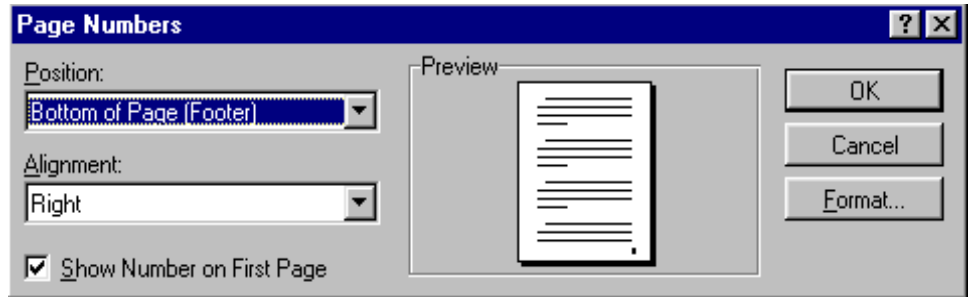 Page Numbers
Position:
Bottom of Page (Footer)
Alignment:
Right
Show Number on First Page
Preview
OK
Cancel
Format...